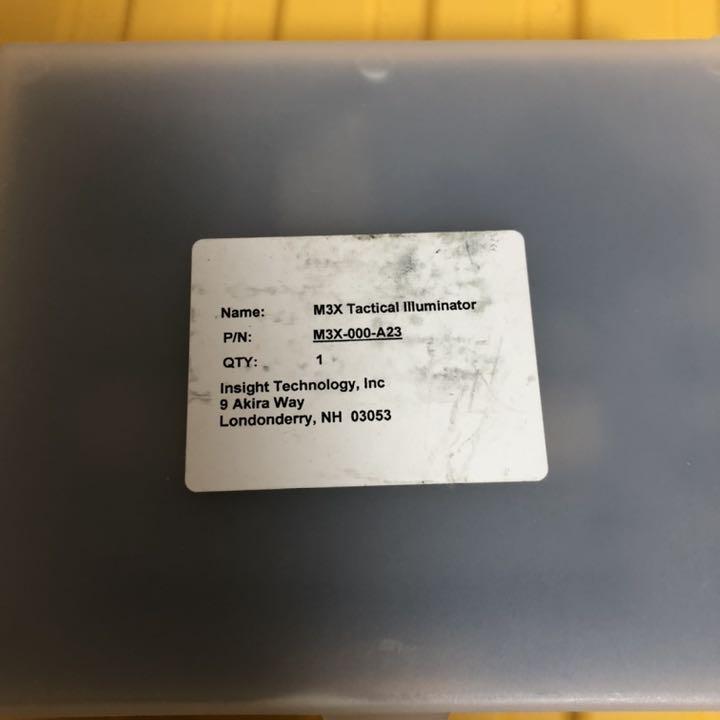 Name: M3X Tactical Illuminator
P/N: M3X-000-A23
QTY: 1
Insight Technology, Inc
9 Akira Way
Londonderry, NH 03053